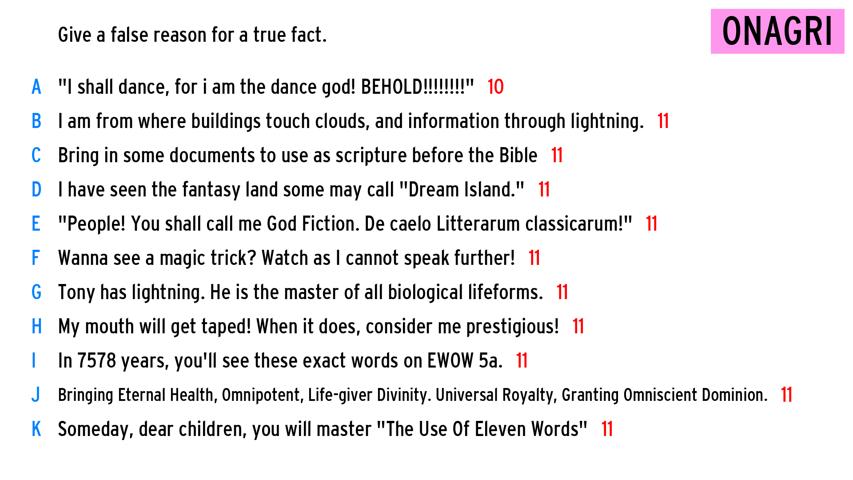 Give a false reason for a true fact.
ONAGRI
A "I shall dance, for i am the dance god! BEHOLD!!!!!!!!" 10
B I am from where buildings touch clouds, and information through lightning. 11
C Bring in some documents to use as scripture before the Bible 11
D I have seen the fantasy land some may call "Dream Island." 11
E "People! You shall call me God Fiction. De caelo Litterarum classicarum!" 11
F Wanna see a magic trick? Watch as I cannot speak further! 11
G Tony has lightning. He is the master of all biological lifeforms. 11
H My mouth will get taped! When it does, consider me prestigious! 11
I In 7578 years, you'll see these exact words on EWOW 5a. 11
J Bringing Eternal Health, Omnipotent, Life-giver Divinity. Universal Royalty, Granting Omniscient Dominion. 11
K Someday, dear children, you will master "The Use Of Eleven Words" 11